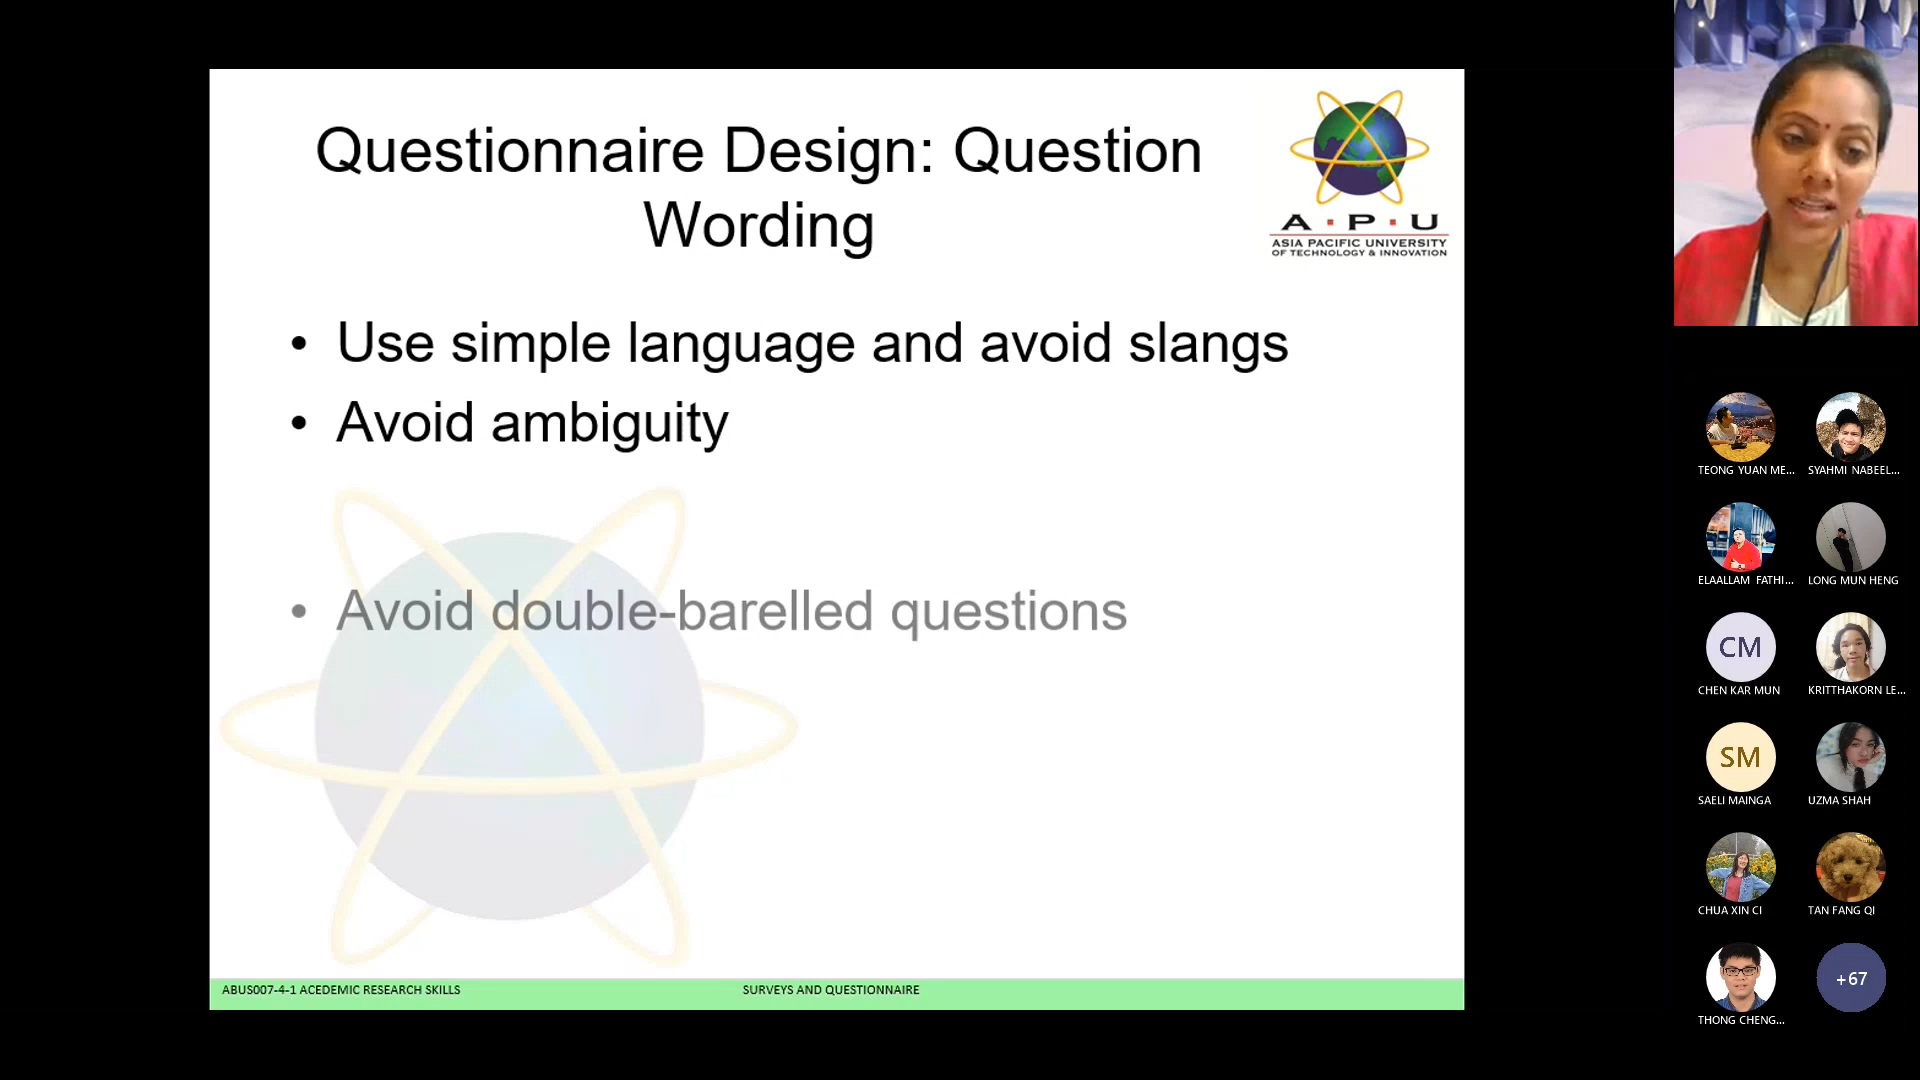 Questionnaire Design: Question
Wording
A·P·U
ASIA PACIFIC UNIVERSITY
OF TECHNOLOGY & INNOVATION
• Use simple language and avoid slangs
• Avoid ambiguity
• Avoid double-barelled questions
ABUS007-4-1 ACEDEMIC RESEARCH SKILLS
SURVEYS AND QUESTIONNAIRE
TEONG YUAN ME...
SYAHMI NABEEL...
ELAALLAM FATHI...
LONG MUN HENG
CM
CHEN KAR MUN
KRITTHAKORN LE...
SM
SAELI MAINGA
UZMA SHAH
CHUA XIN CI
TAN FANG QI
THONG CHENG...
+67